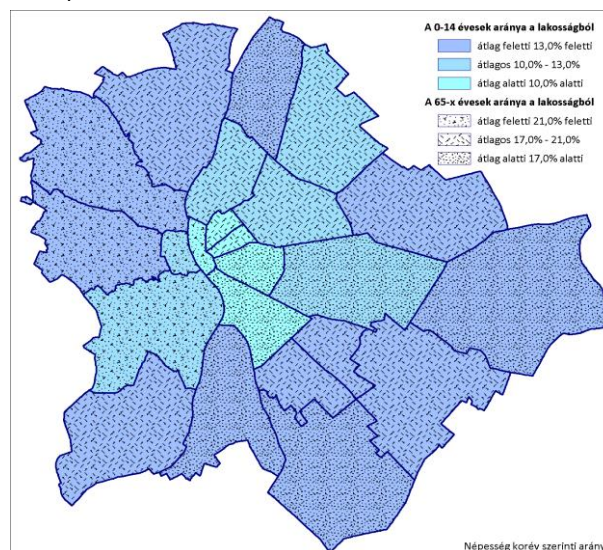 A 0-14 évesek aránya a lakosságból
átlag feletti 13,0% feletti
átlagos 10,0% - 13,0%
átlag alatti 10,0% alatti
A 65-x évesek aránya a lakosságból
átlag feletti 21,0% feletti
átlagos 17,0% - 21,0%
átlag alatti 17,0% alatti
Népesség korév szerinti arány